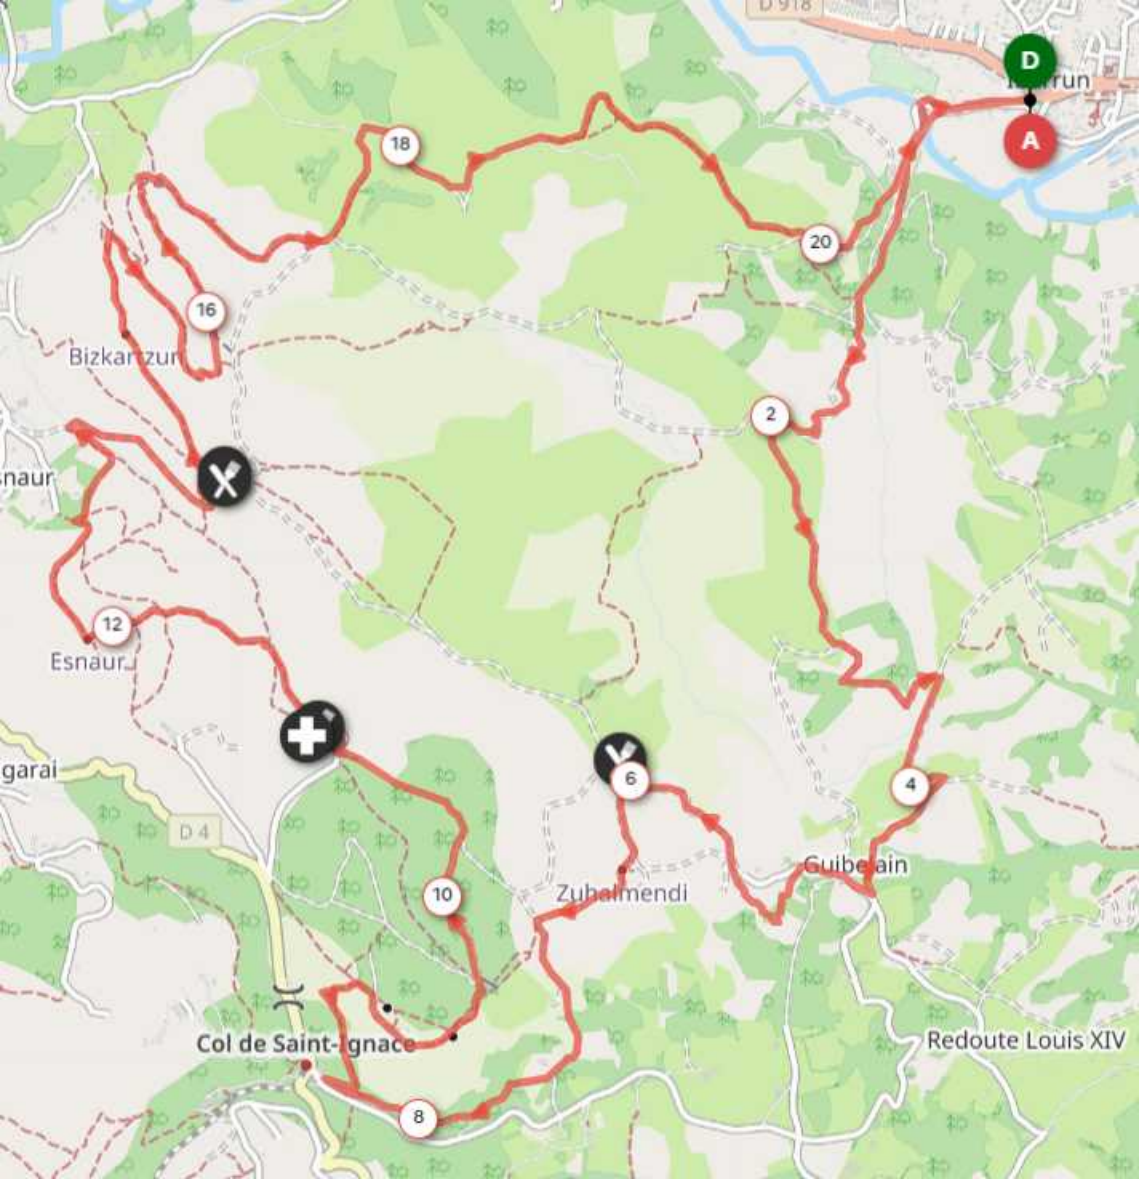 D 918
D
A
18
20
16
Bizkartzun
2
snaur
12
Esnaur
garai
6
4
D 4
Guibelain
Zuhalmendi
10
Col de Saint-Ignace
Redoute Louis XIV
8